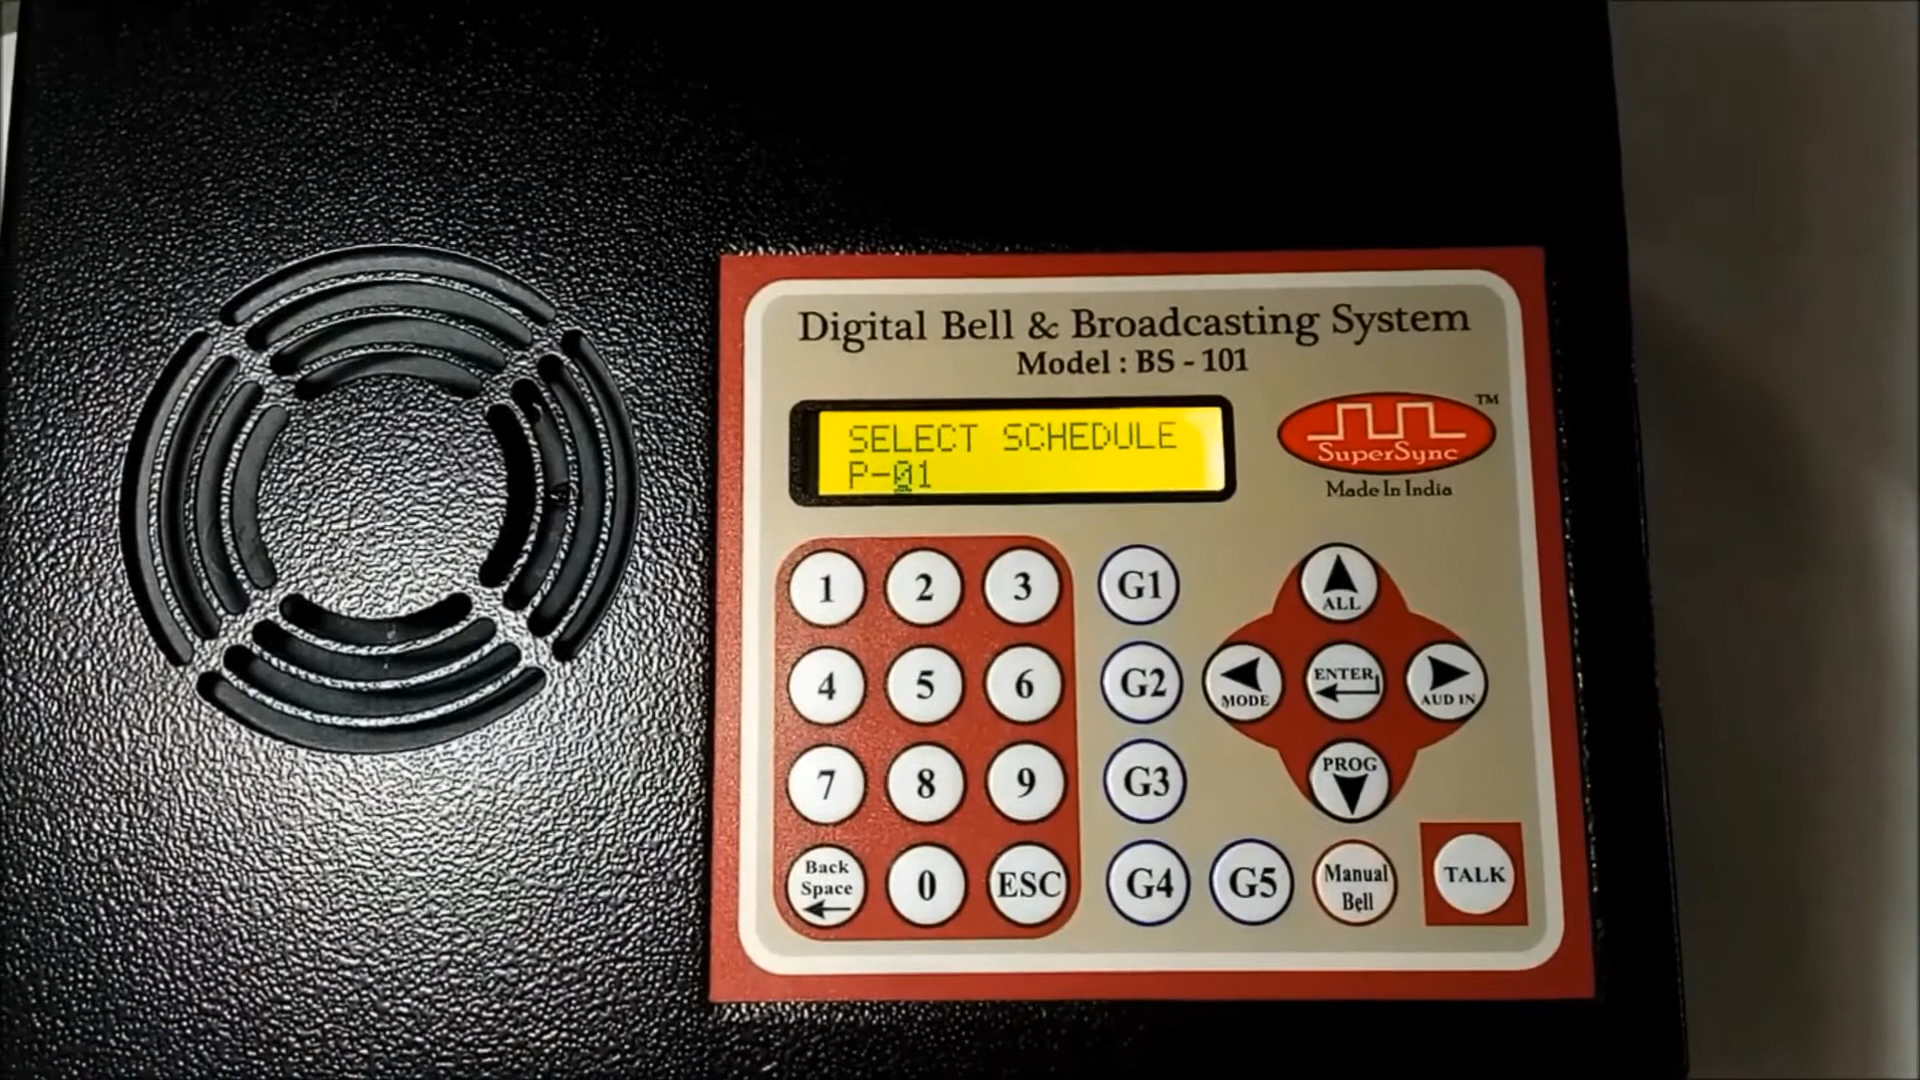 Digital Bell & Broadcasting System
Model : BS - 101
SELECT SCHEDULE
P-01
TM
SuperSync
Made In India
1 2 3 G1
ALL
4 5 6 G2
MODE
ENTER
AUD IN
7 8 9 G3
PROG
Back
Space
0 ESC G4 G5
Manual
Bell
TALK